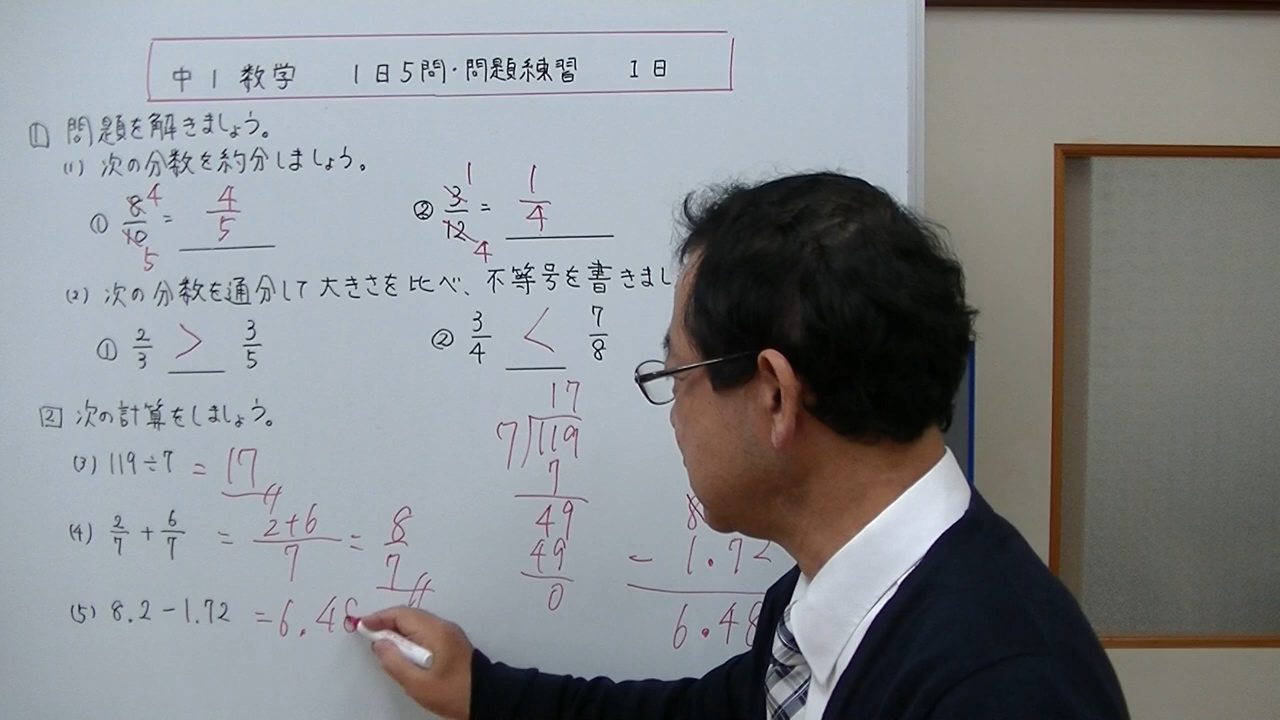 中1数学 1日5問・問題練習 1日
1 問題を解きましょう。
(1) 次の分数を約分しましょう。
① 8/10 = 4/5 ② 3/12 = 1/4
4 5 1 4
(2) 次の分数を通分して大きさを比べ、不等号を書きまし
① 2/3 > 3/5 ② 3/4 < 7/8
2 次の計算をしましょう。
(3) 119÷7 = 17
(4) 2/7 + 6/7 = 2+6/7 = 8/7
(5) 8.2-1.72 =6.48
17
7)119
7
49
49
0
8
- 1.72
6.48